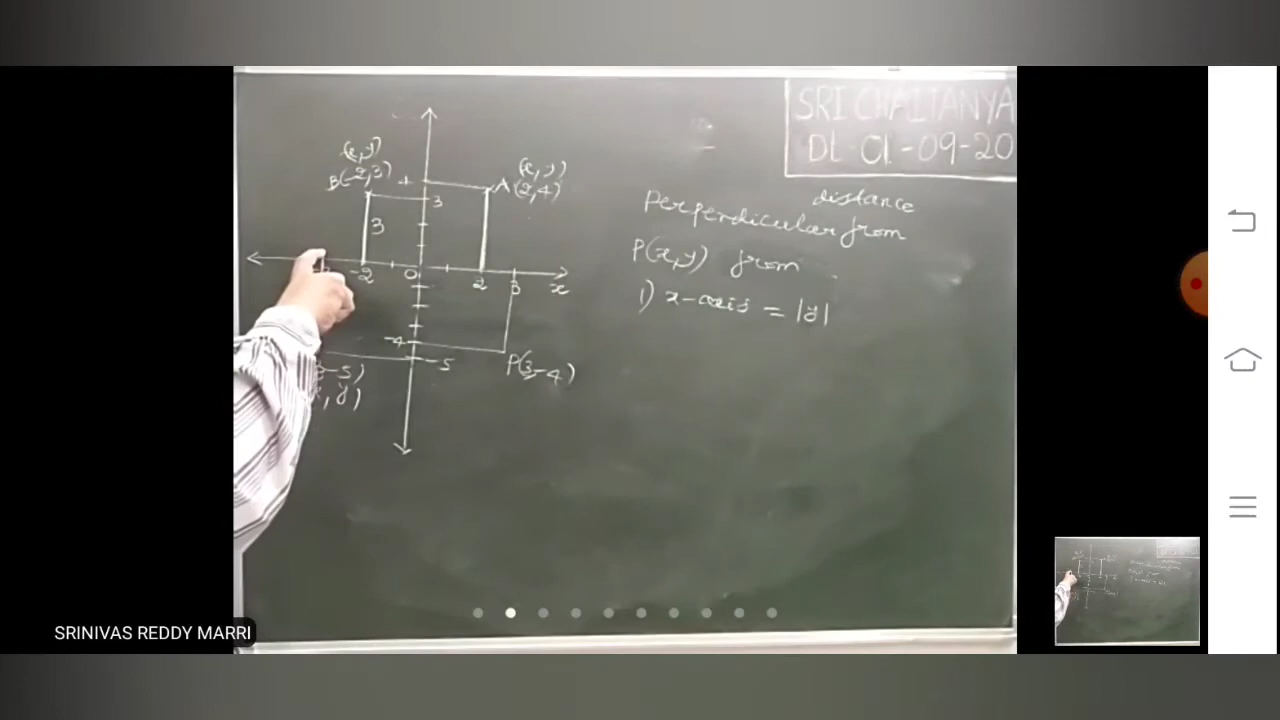 SRI CHAITANYA
DL 01-09-20
(x,y)
B(-2,3)
(x,y)
A (2,4)
3
3
-2
0
2
3
x
-4
-5
P(3,-4)
-5)
, y)
distance
Perpendicular from
P(x,y) from
1) x-axis = |y|
SRINIVAS REDDY MARRI